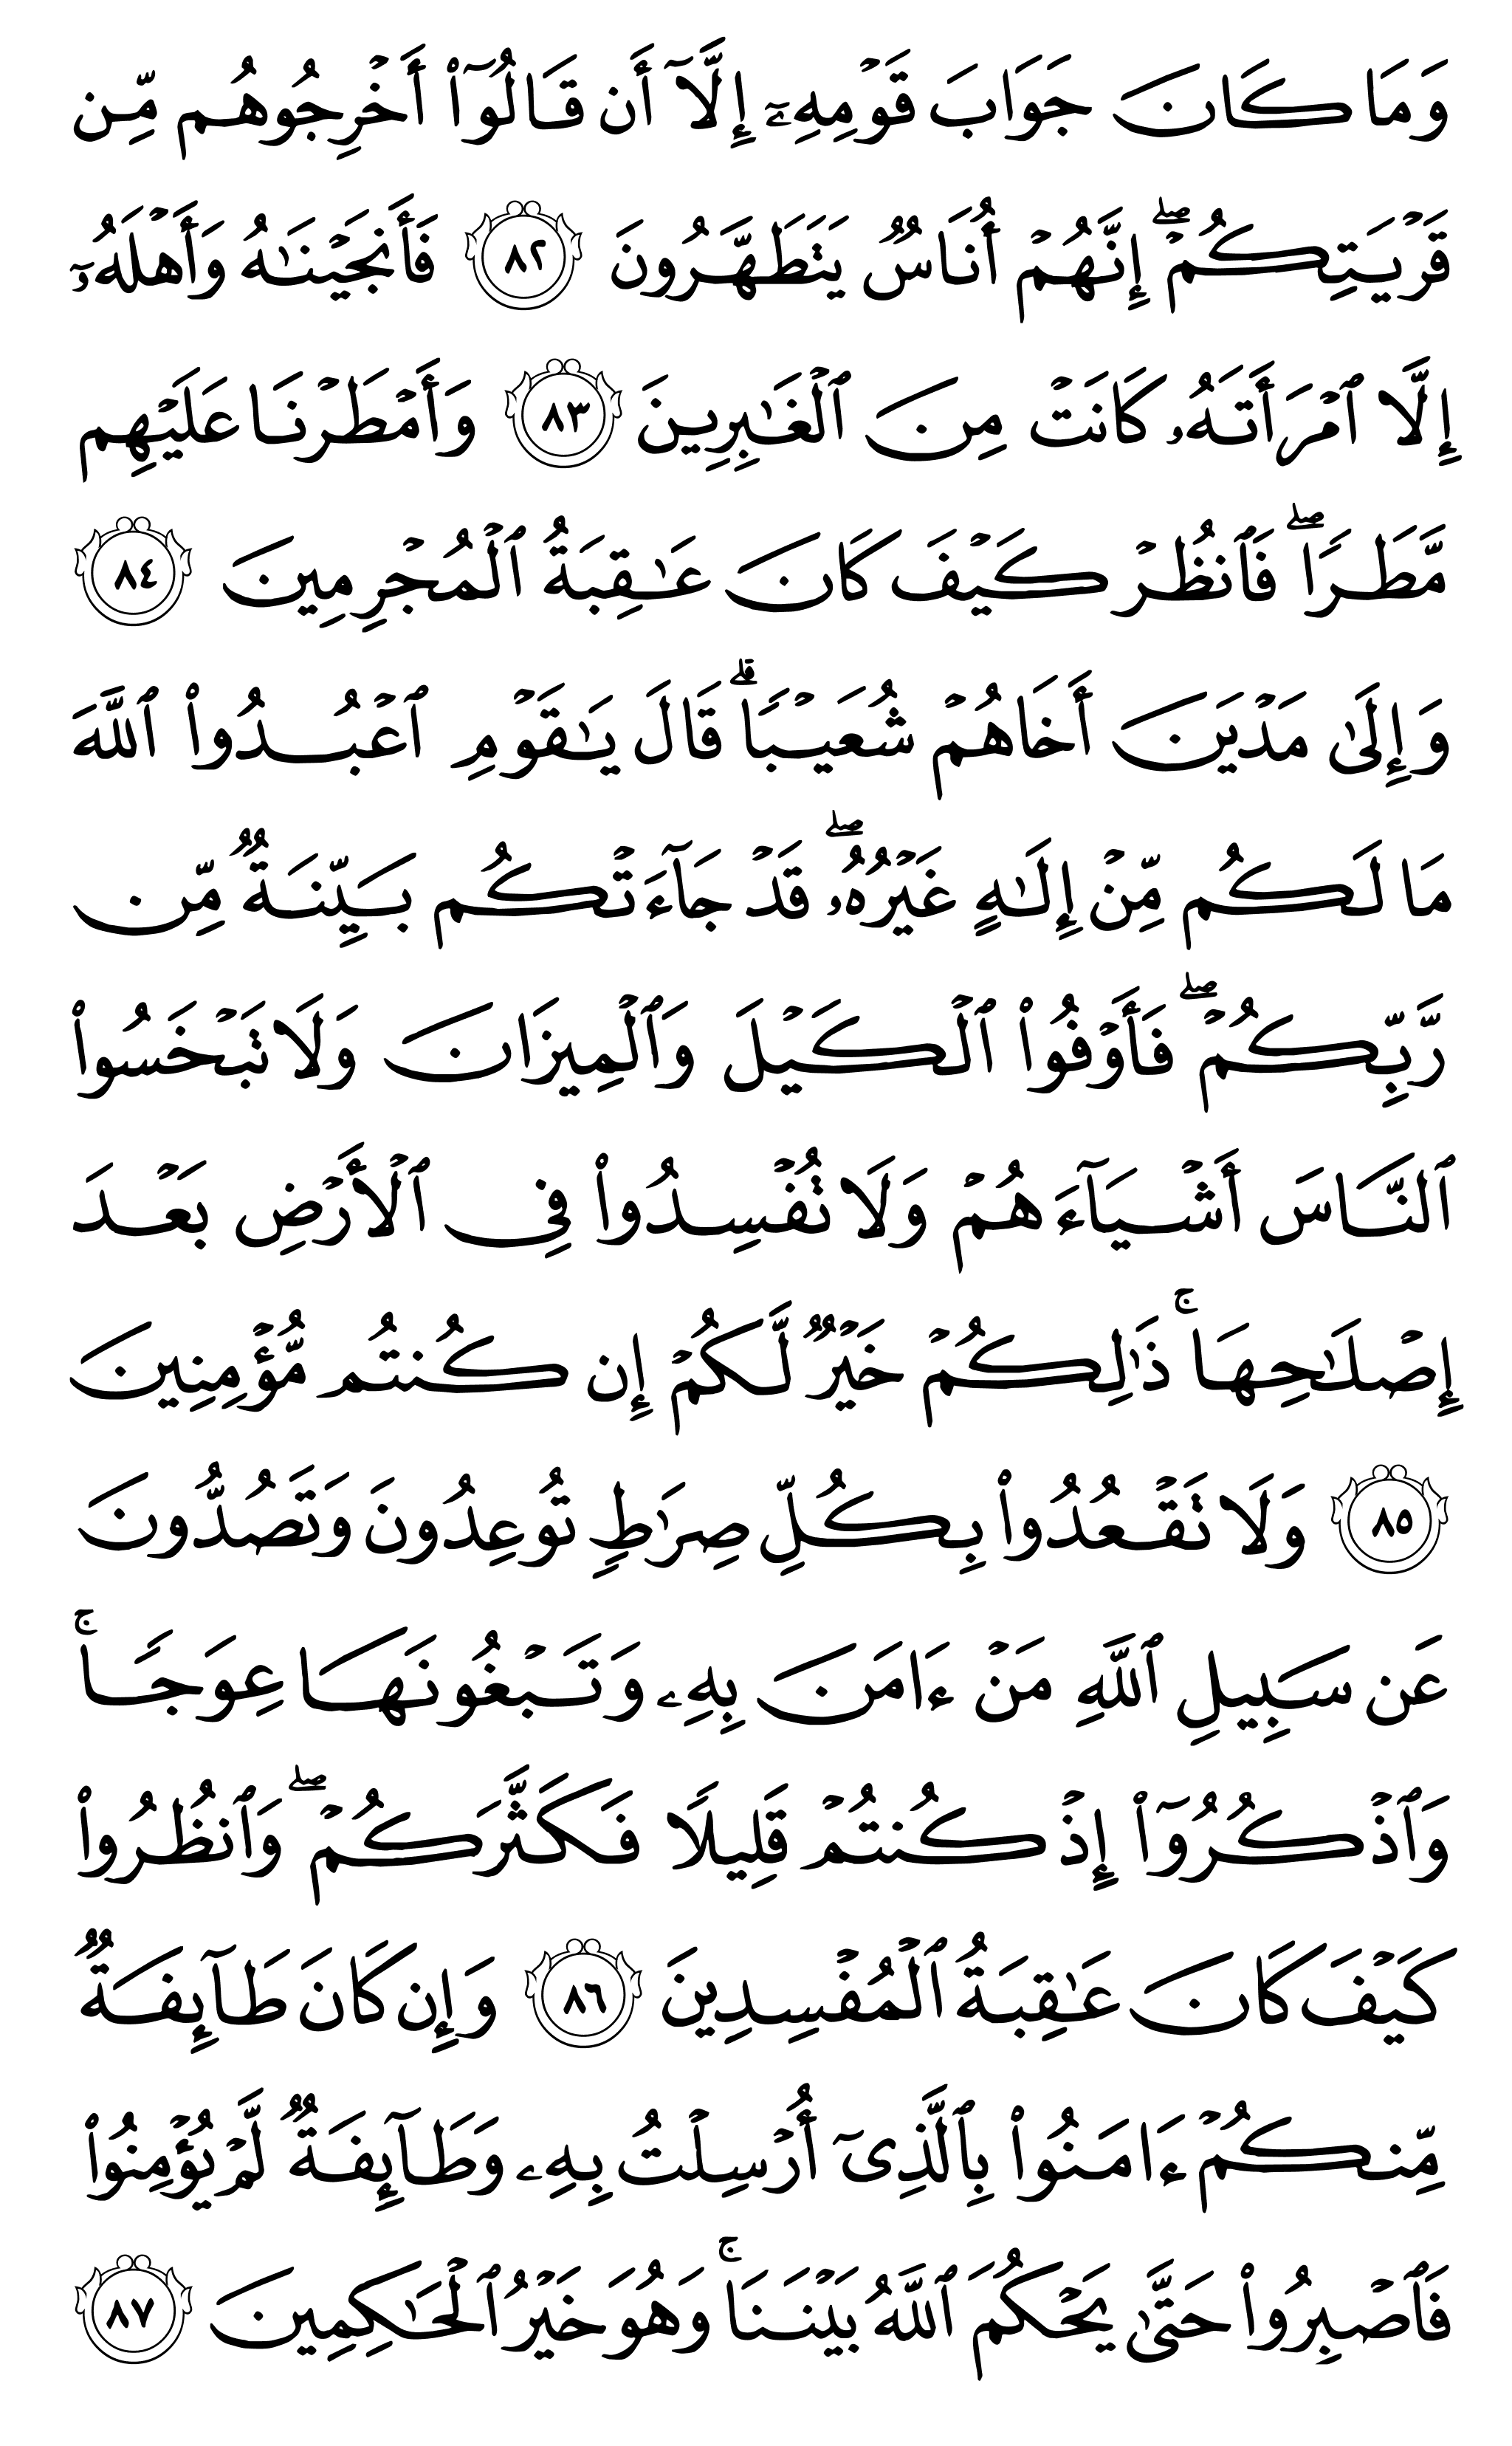 وَمَا كَانَ جَوَابَ قَوْمِهِۦٓ إِلَّآ أَن قَالُوٓا۟ أَخْرِجُوهُم مِّن
قَرْيَتِكُمْ ۖ إِنَّهُمْ أُنَاسٌ يَتَطَهَّرُونَ ٨٢ فَأَنجَيْنَـٰهُ وَأَهْلَهُۥٓ
إِلَّا ٱمْرَأَتَهُۥ كَانَتْ مِنَ ٱلْغَـٰبِرِينَ ٨٣ وَأَمْطَرْنَا عَلَيْهِم
مَّطَرًا ۖ فَٱنظُرْ كَيْفَ كَانَ عَـٰقِبَةُ ٱلْمُجْرِمِينَ ٨٤
وَإِلَىٰ مَدْيَنَ أَخَاهُمْ شُعَيْبًا ۗ قَالَ يَـٰقَوْمِ ٱعْبُدُوا۟ ٱللَّهَ
مَا لَكُم مِّنْ إِلَـٰهٍ غَيْرُهُۥ ۖ قَدْ جَآءَتْكُم بَيِّنَةٌ مِّن
رَّبِّكُمْ ۖ فَأَوْفُوا۟ ٱلْكَيْلَ وَٱلْمِيزَانَ وَلَا تَبْخَسُوا۟
ٱلنَّاسَ أَشْيَآءَهُمْ وَلَا تُفْسِدُوا۟ فِى ٱلْأَرْضِ بَعْدَ
إِصْلَـٰحِهَا ۚ ذَٰلِكُمْ خَيْرٌ لَّكُمْ إِن كُنتُم مُّؤْمِنِينَ
٨٥ وَلَا تَقْعُدُوا۟ بِكُلِّ صِرَٰطٍ تُوعِدُونَ وَتَصُدُّونَ
عَن سَبِيلِ ٱللَّهِ مَنْ ءَامَنَ بِهِۦ وَتَبْغُونَهَا عِوَجًا ۚ
وَٱذْكُرُوٓا۟ إِذْ كُنتُمْ قَلِيلًا فَكَثَّرَكُمْ ۖ وَٱنظُرُوا۟
كَيْفَ كَانَ عَـٰقِبَةُ ٱلْمُفْسِدِينَ ٨٦ وَإِن كَانَ طَآئِفَةٌ
مِّنكُمْ ءَامَنُوا۟ بِٱلَّذِىٓ أُرْسِلْتُ بِهِۦ وَطَآئِفَةٌ لَّمْ يُؤْمِنُوا۟
فَٱصْبِرُوا۟ حَتَّىٰ يَحْكُمَ ٱللَّهُ بَيْنَنَا ۚ وَهُوَ خَيْرُ ٱلْحَـٰكِمِينَ ٨٧